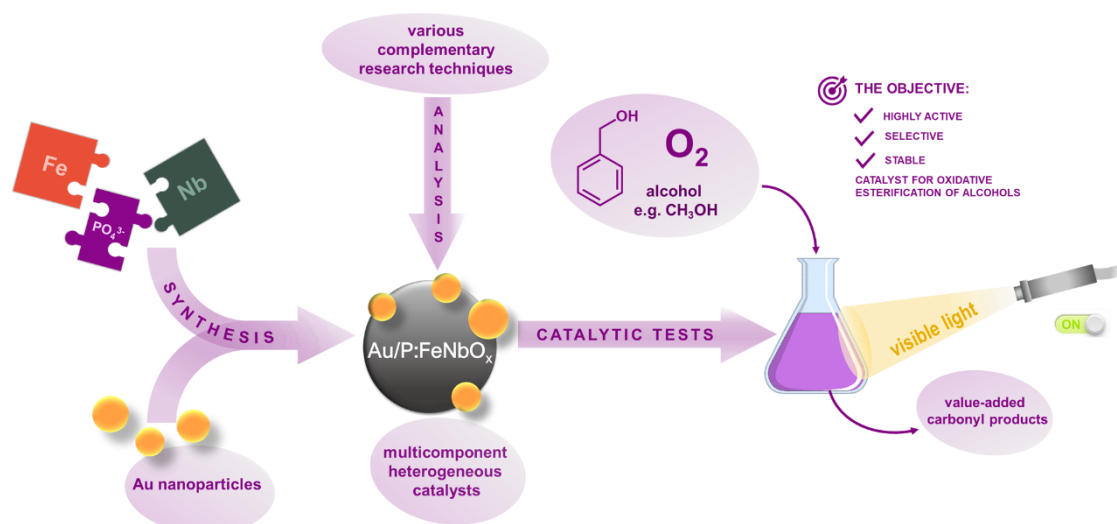 various
complementary
research techniques
ANALYSIS
Fe
Nb
PO₄³⁻
SYNTHESIS
Au nanoparticles
Au/P:FeNbOₓ
multicomponent
heterogeneous
catalysts
CATALYTIC TESTS
OH
O₂
alcohol
e.g. CH₃OH
THE OBJECTIVE:
HIGHLY ACTIVE
SELECTIVE
STABLE
CATALYST FOR OXIDATIVE
ESTERIFICATION OF ALCOHOLS
visible light
ON
value-added
carbonyl products